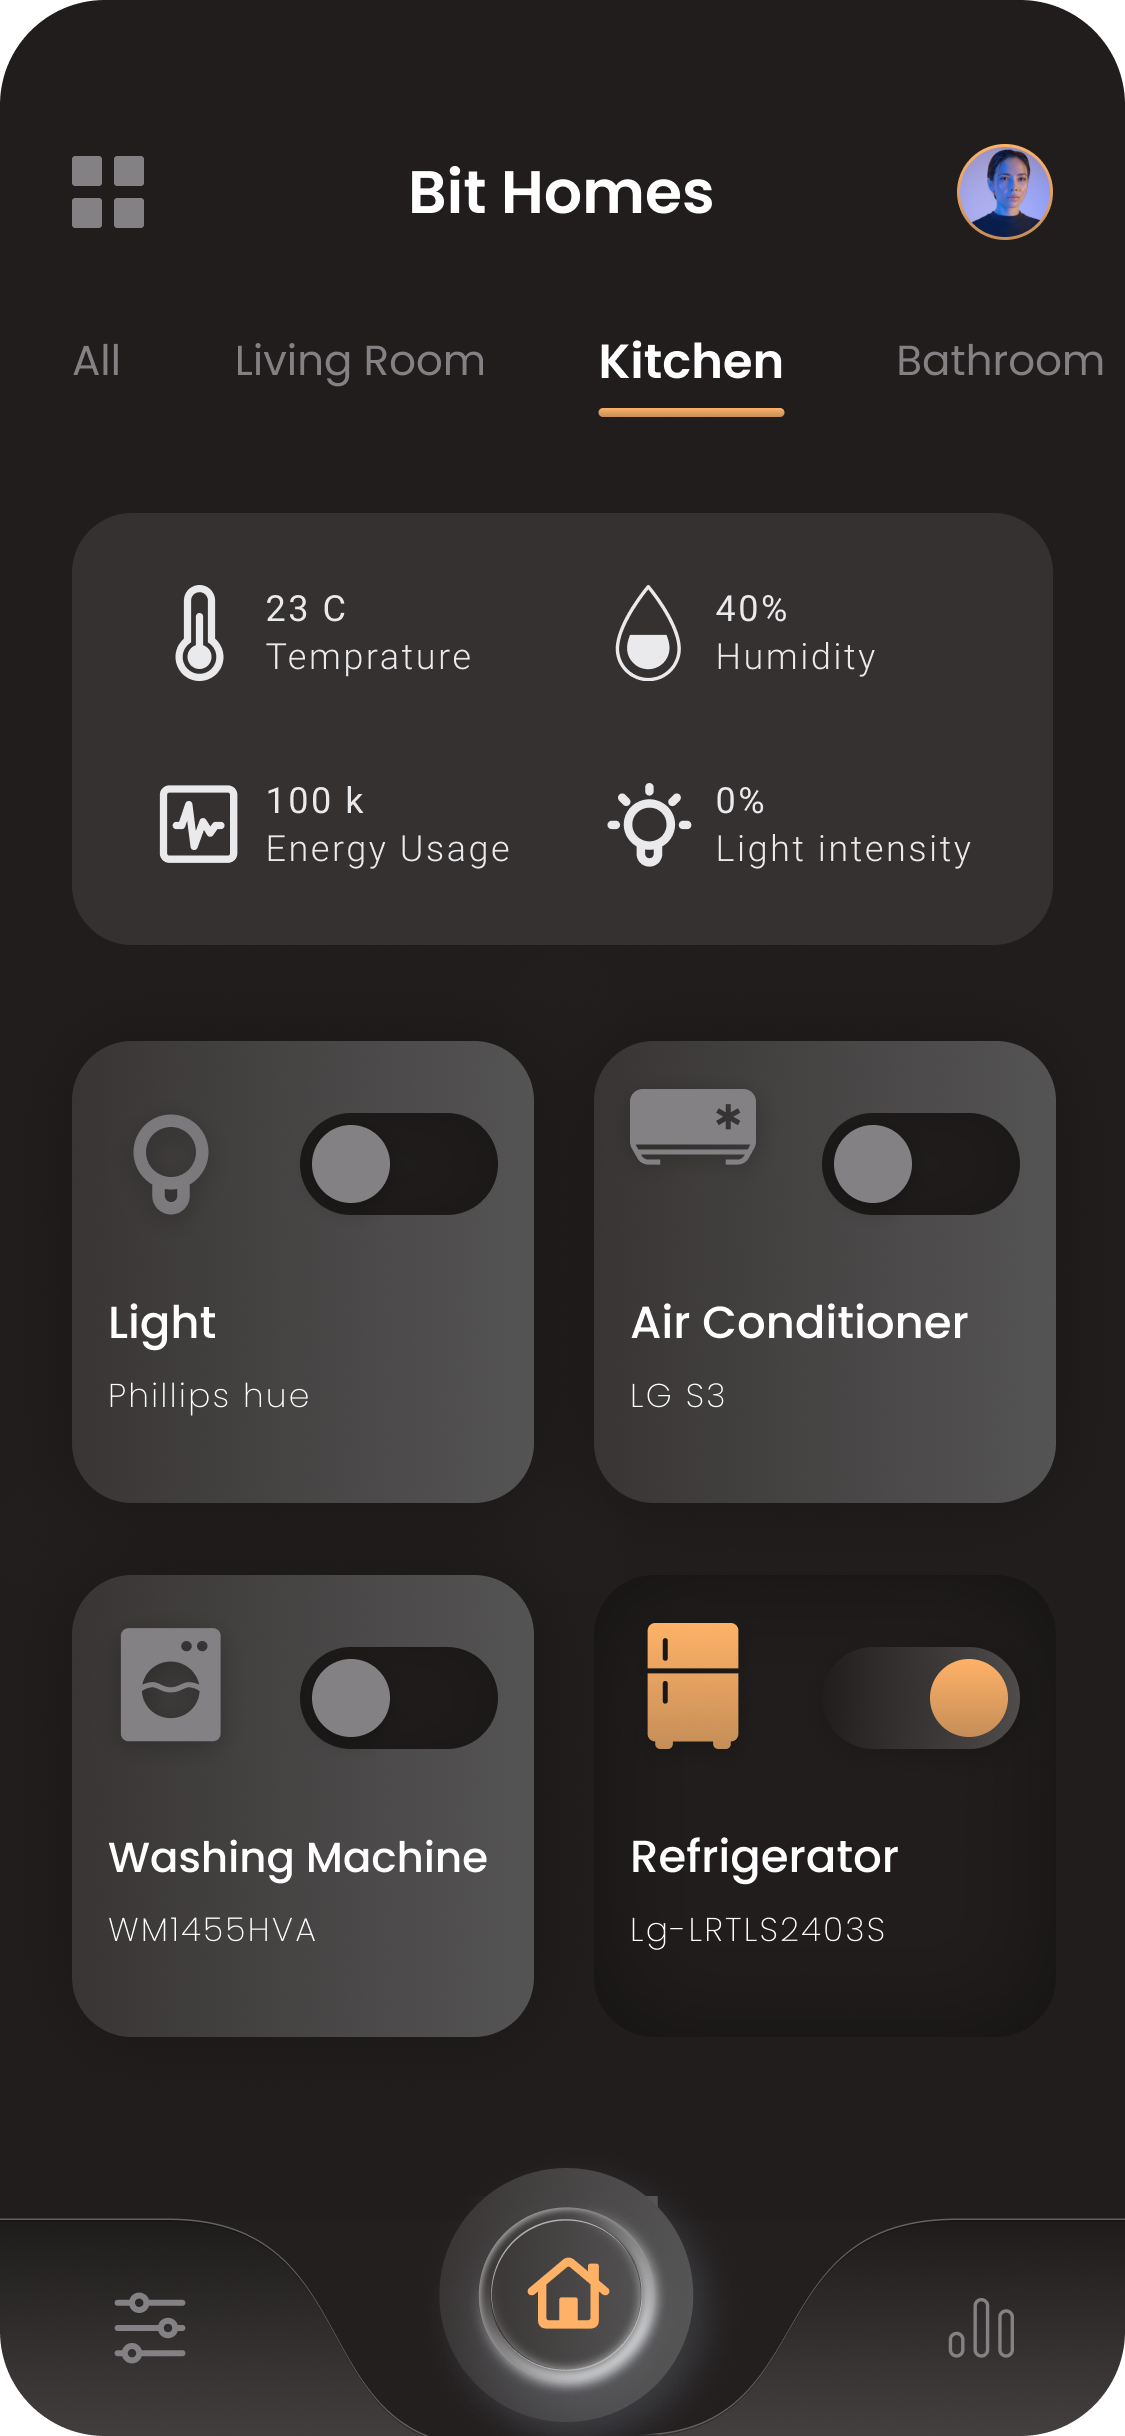 Bit Homes
All Living Room Kitchen Bathroom
23 C
Temprature
40%
Humidity
100 k
Energy Usage
0%
Light intensity
Light
Phillips hue
Air Conditioner
LG S3
Washing Machine
WM1455HVA
Refrigerator
Lg-LRTLS2403S